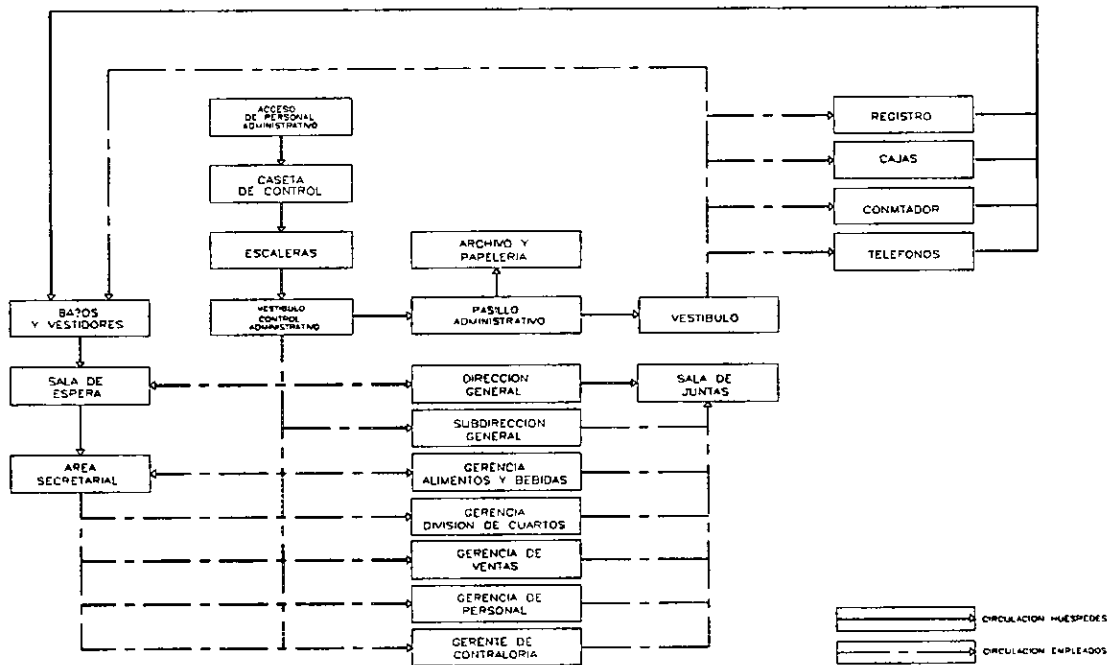 ACCESO
DE PERSONAL
ADMINISTRATIVO
CASETA
DE CONTROL
ESCALERAS
VESTIBULO
CONTROL
ADMINISTRATIVO
ARCHIVO Y
PAPELERIA
PASILLO
ADMINISTRATIVO
VESTIBULO
REGISTRO
CAJAS
CONMTADOR
TELEFONOS
BA?OS
Y VESTIDORES
SALA DE
ESPERA
AREA
SECRETARIAL
DIRECCION
GENERAL
SALA DE
JUNTAS
SUBDIRECCION
GENERAL
GERENCIA
ALIMENTOS Y BEBIDAS
GERENCIA
DIVISION DE CUARTOS
GERENCIA DE
VENTAS
GERENCIA DE
PERSONAL
GERENTE DE
CONTRALORIA
CIRCULACION HUESPEDES
CIRCULACION EMPLEADOS